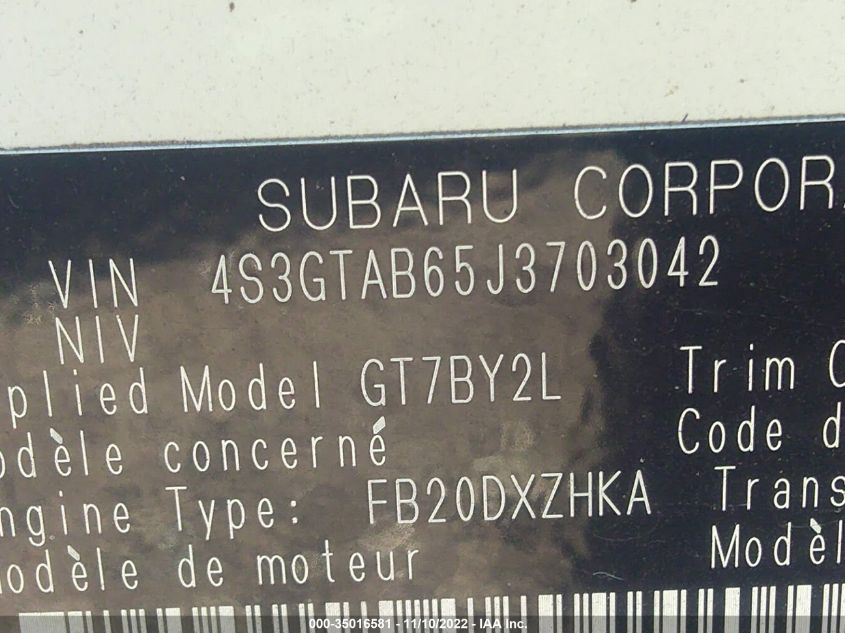 SUBARU CORPORA
VIN 4S3GTAB65J3703042
NIV
plied Model GT7BY2L Trim C
odèle concerné Code d
ngine Type: FB20DXZHKA Trans
odèle de moteur Modèl
000-35016581 - 11/10/2022 - IAA Inc.